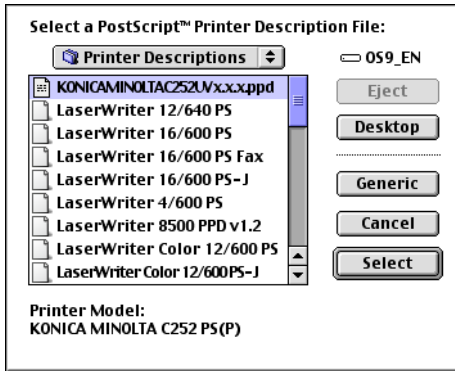 Select a PostScript™ Printer Description File:
Printer Descriptions
OS9_EN
KONICAMINOLTAC252UVx.x.x.ppd
LaserWriter 12/640 PS
LaserWriter 16/600 PS
LaserWriter 16/600 PS Fax
LaserWriter 16/600 PS-J
LaserWriter 4/600 PS
LaserWriter 8500 PPD v1.2
LaserWriter Color 12/600 PS
LaserWriter Color 12/600PS-J
Eject
Desktop
Generic
Cancel
Select
Printer Model:
KONICA MINOLTA C252 PS(P)